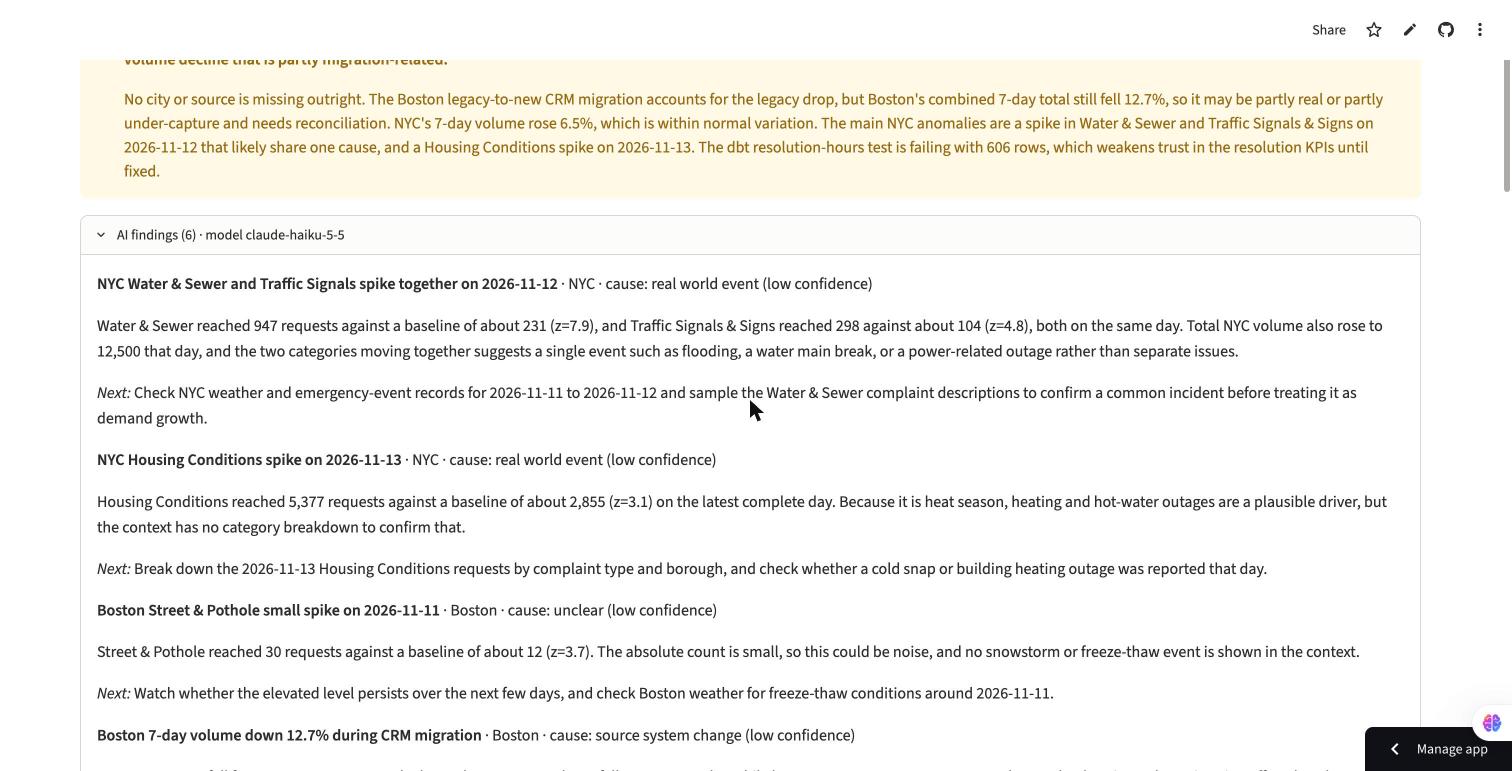 Share
volume decline that is partly migration-related.
No city or source is missing outright. The Boston legacy-to-new CRM migration accounts for the legacy drop, but Boston's combined 7-day total still fell 12.7%, so it may be partly real or partly
under-capture and needs reconciliation. NYC's 7-day volume rose 6.5%, which is within normal variation. The main NYC anomalies are a spike in Water & Sewer and Traffic Signals & Signs on
2026-11-12 that likely share one cause, and a Housing Conditions spike on 2026-11-13. The dbt resolution-hours test is failing with 606 rows, which weakens trust in the resolution KPIs until
fixed.
AI findings (6) · model claude-haiku-5-5
NYC Water & Sewer and Traffic Signals spike together on 2026-11-12 · NYC · cause: real world event (low confidence)
Water & Sewer reached 947 requests against a baseline of about 231 (z=7.9), and Traffic Signals & Signs reached 298 against about 104 (z=4.8), both on the same day. Total NYC volume also rose to
12,500 that day, and the two categories moving together suggests a single event such as flooding, a water main break, or a power-related outage rather than separate issues.
Next: Check NYC weather and emergency-event records for 2026-11-11 to 2026-11-12 and sample the Water & Sewer complaint descriptions to confirm a common incident before treating it as
demand growth.
NYC Housing Conditions spike on 2026-11-13 · NYC · cause: real world event (low confidence)
Housing Conditions reached 5,377 requests against a baseline of about 2,855 (z=3.1) on the latest complete day. Because it is heat season, heating and hot-water outages are a plausible driver, but
the context has no category breakdown to confirm that.
Next: Break down the 2026-11-13 Housing Conditions requests by complaint type and borough, and check whether a cold snap or building heating outage was reported that day.
Boston Street & Pothole small spike on 2026-11-11 · Boston · cause: unclear (low confidence)
Street & Pothole reached 30 requests against a baseline of about 12 (z=3.7). The absolute count is small, so this could be noise, and no snowstorm or freeze-thaw event is shown in the context.
Next: Watch whether the elevated level persists over the next few days, and check Boston weather for freeze-thaw conditions around 2026-11-11.
Boston 7-day volume down 12.7% during CRM migration · Boston · cause: source system change (low confidence)
Manage app